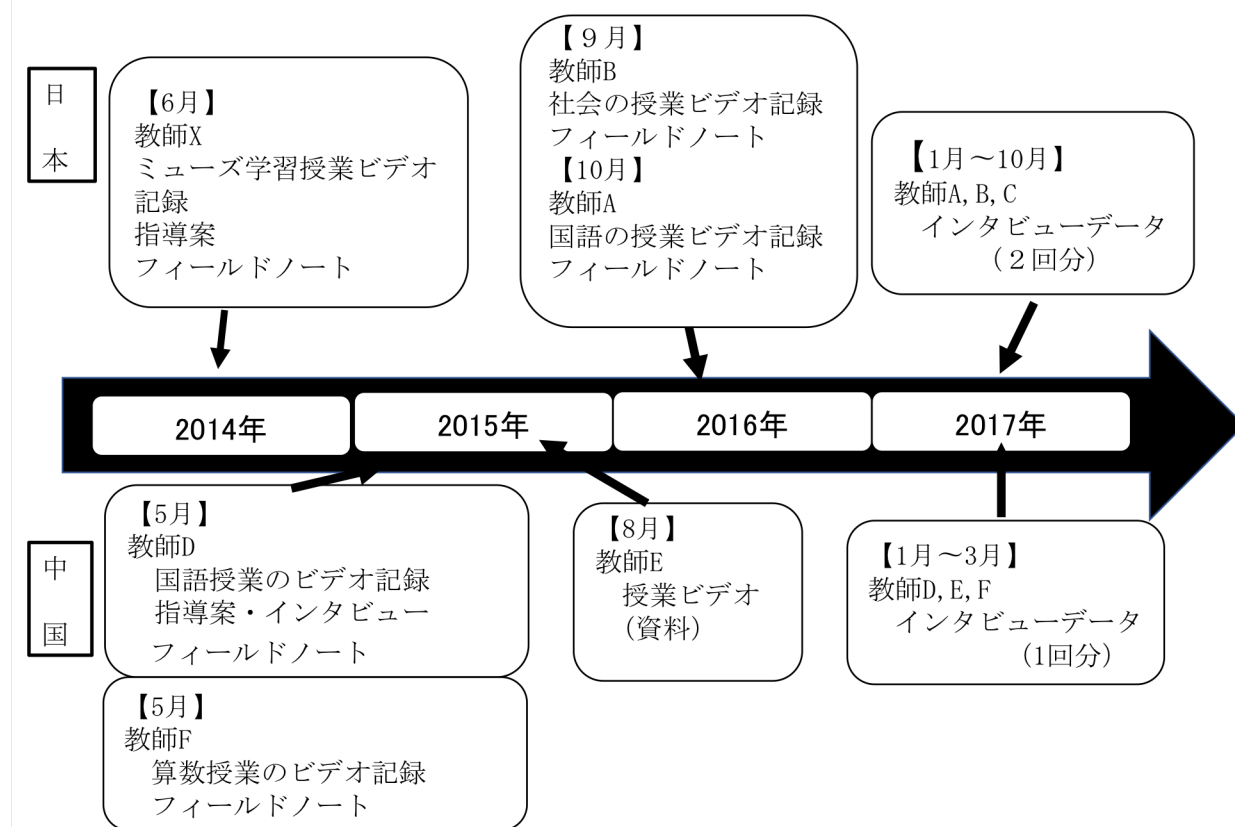 日
本
【6月】
教師X
ミューズ学習授業ビデオ
記録
指導案
フィールドノート
【９月】
教師B
社会の授業ビデオ記録
フィールドノート
【10月】
教師A
国語の授業ビデオ記録
フィールドノート
【1月～10月】
教師A,B,C
インタビューデータ
（２回分）
2014年
2015年
2016年
2017年
中
国
【5月】
教師D
国語授業のビデオ記録
指導案・インタビュー
フィールドノート
【5月】
教師F
算数授業のビデオ記録
フィールドノート
【8月】
教師E
授業ビデオ
(資料)
【1月～3月】
教師D,E,F
インタビューデータ
(1回分)